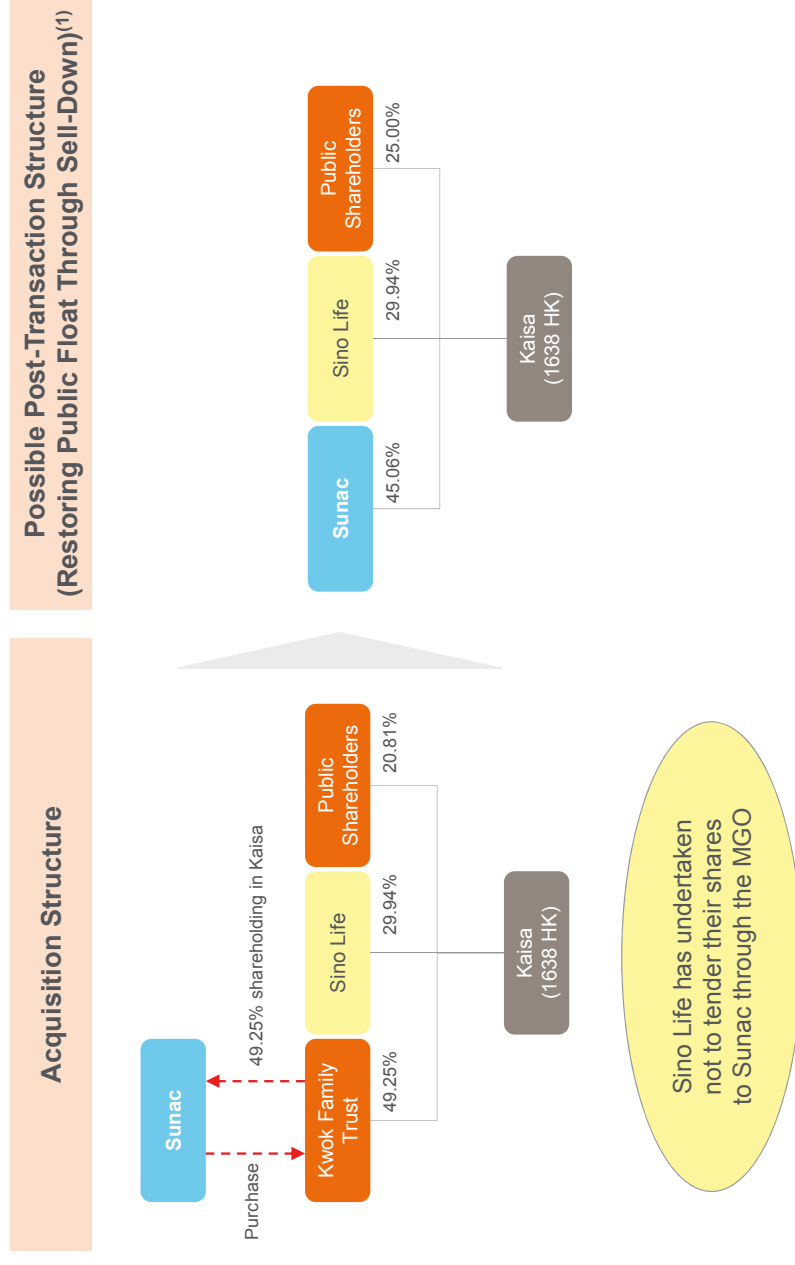 Acquisition Structure
Sunac
Purchase
49.25% shareholding in Kaisa
Kwok Family
Trust
Sino Life
Public
Shareholders
49.25%
29.94%
20.81%
Kaisa
(1638 HK)
Sino Life has undertaken
not to tender their shares
to Sunac through the MGO
Possible Post-Transaction Structure
(Restoring Public Float Through Sell-Down)(1)
Sunac
Sino Life
Public
Shareholders
45.06%
29.94%
25.00%
Kaisa
(1638 HK)